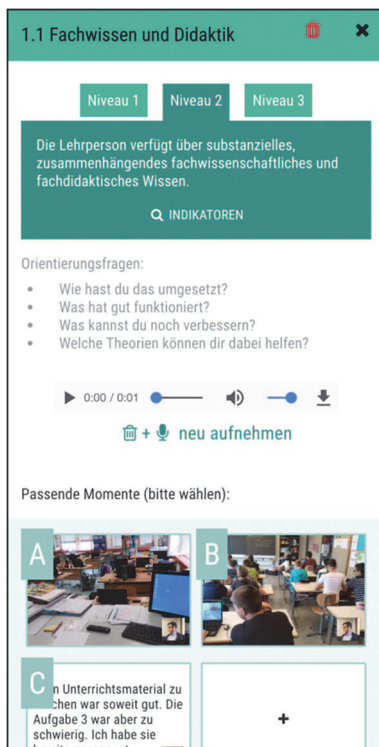 1.1 Fachwissen und Didaktik
Niveau 1
Niveau 2
Niveau 3
Die Lehrperson verfügt über substanzielles,
zusammenhängendes fachwissenschaftliches und
fachdidaktisches Wissen.
INDIKATOREN
Orientierungsfragen:
• Wie hast du das umgesetzt?
• Was hat gut funktioniert?
• Was kannst du noch verbessern?
• Welche Theorien können dir dabei helfen?
0:00 / 0:01
+ neu aufnehmen
Passende Momente (bitte wählen):
A
B
C
n Unterrichtsmaterial zu
chen war soweit gut. Die
Aufgabe 3 war aber zu
schwierig. Ich habe sie
+